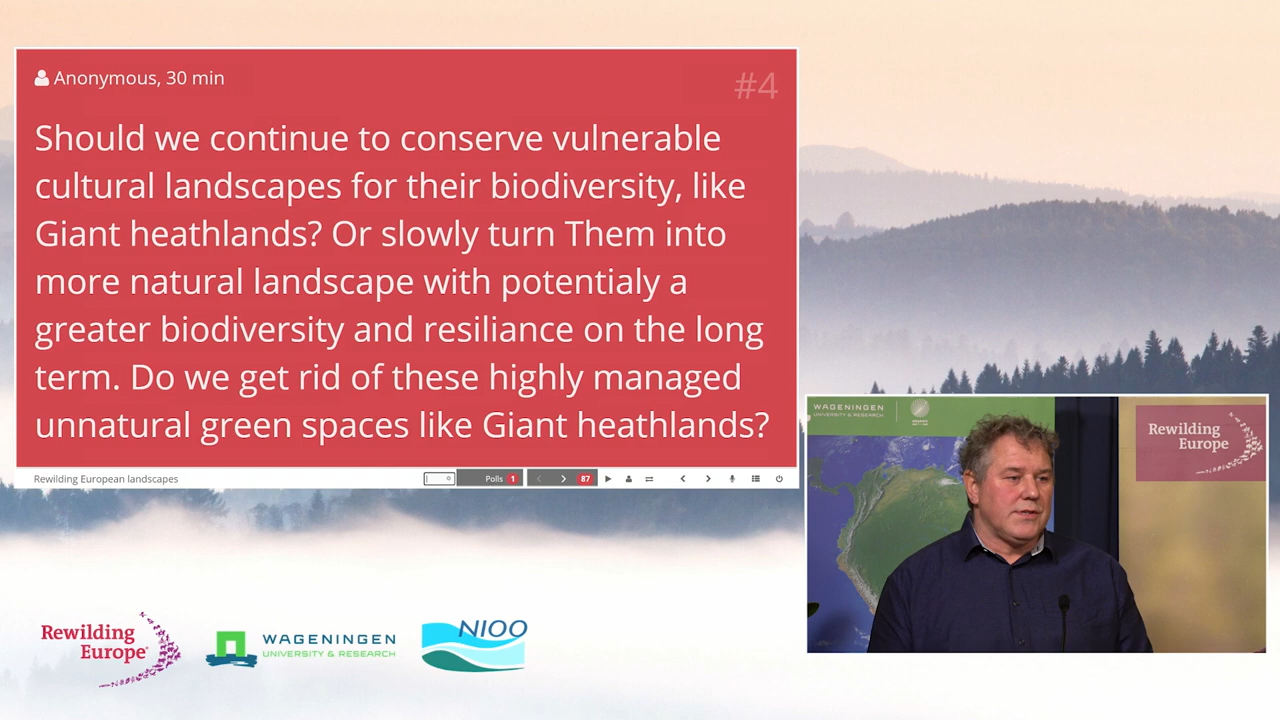 Anonymous, 30 min
#4
Should we continue to conserve vulnerable
cultural landscapes for their biodiversity, like
Giant heathlands? Or slowly turn Them into
more natural landscape with potentialy a
greater biodiversity and resiliance on the long
term. Do we get rid of these highly managed
unnatural green spaces like Giant heathlands?
Rewilding European landscapes
Polls 1
87
WAGENINGEN
UNIVERSITY & RESEARCH
Rewilding
Europe
Rewilding
Europe
WAGENINGEN
UNIVERSITY & RESEARCH
NIOO